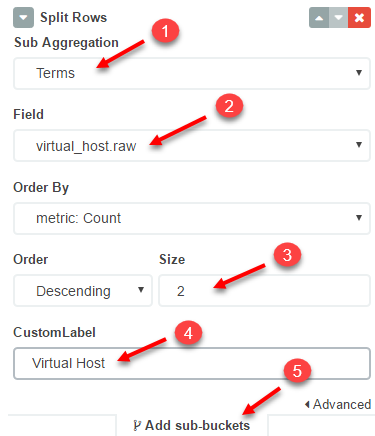 Split Rows
Sub Aggregation
1
Terms
2
Field
virtual_host.raw
Order By
metric: Count
Order Size
3
Descending 2
CustomLabel
4
Virtual Host
5
Advanced
Add sub-buckets